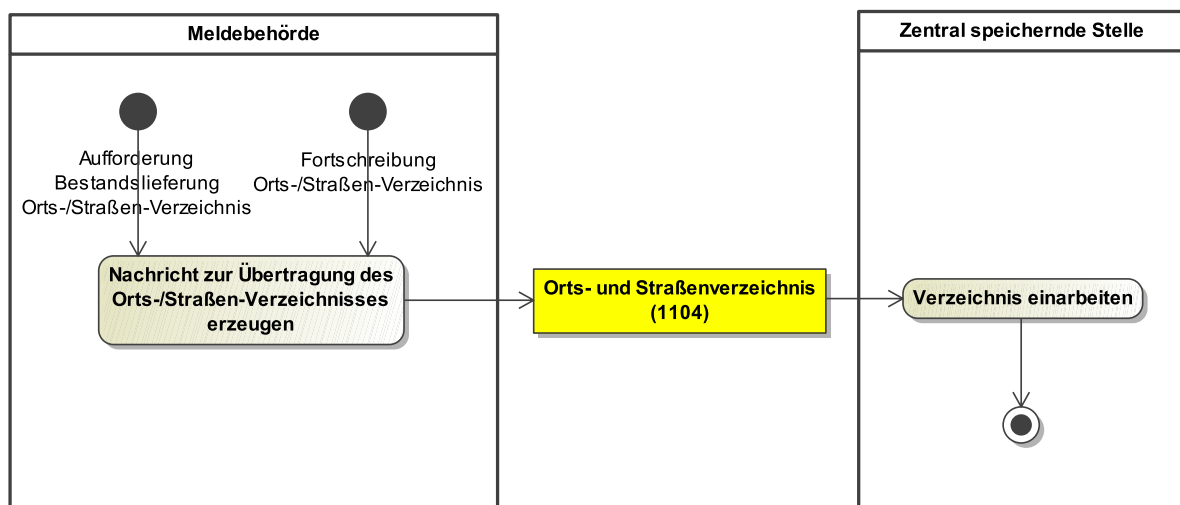 Meldebehörde
Zentral speichernde Stelle
Aufforderung
Bestandslieferung
Orts-/Straßen-Verzeichnis
Fortschreibung
Orts-/Straßen-Verzeichnis
Nachricht zur Übertragung des
Orts-/Straßen-Verzeichnisses
erzeugen
Orts- und Straßenverzeichnis
(1104)
Verzeichnis einarbeiten